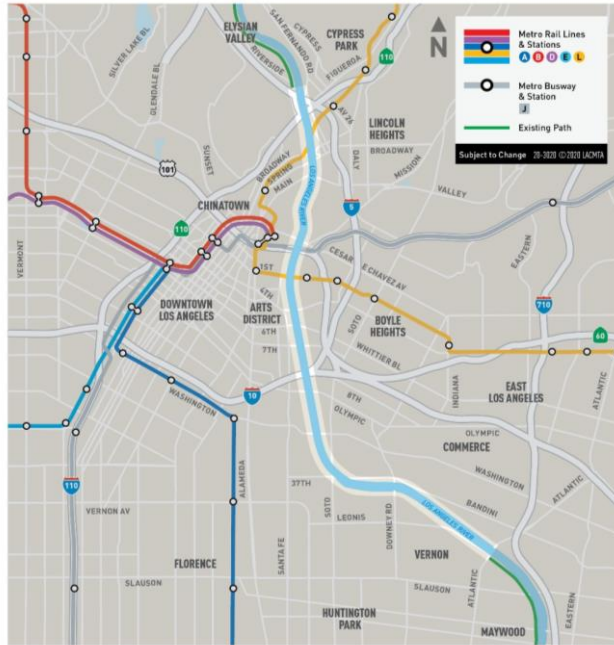 ELYSIAN
VALLEY
SAN FERNANDO RD
CYPRESS
CYPRESS
PARK
SILVER LAKE BL
GLENDALE BL
RIVERSIDE
FIGUEROA
110
N
Metro Rail Lines
& Stations
A B D E L
Metro Busway
& Station
J
Existing Path
Subject to Change 20-3020 ©2020 LACMTA
AV 26
LINCOLN
HEIGHTS
BROADWAY
DALY
MISSION
SUNSET
101
BROADWAY
SPRING
MAIN
LOS ANGELES RIVER
VALLEY
CHINATOWN
5
110
VERMONT
EASTERN
CESAR E CHAVEZ AV
1ST
4TH
DOWNTOWN
LOS ANGELES
ARTS
DISTRICT
6TH
7TH
SOTO
BOYLE
HEIGHTS
710
60
WHITTIER BL
INDIANA
ATLANTIC
EAST
LOS ANGELES
WASHINGTON
10
8TH
OLYMPIC
OLYMPIC
COMMERCE
ALAMEDA
WASHINGTON
ATLANTIC
110
37TH
SOTO
LEONIS
DOWNEY RD
LOS ANGELES RIVER
BANDINI
VERNON AV
SANTA FE
VERNON
FLORENCE
SLAUSON
SLAUSON
ATLANTIC
EASTERN
HUNTINGTON
PARK
MAYWOOD